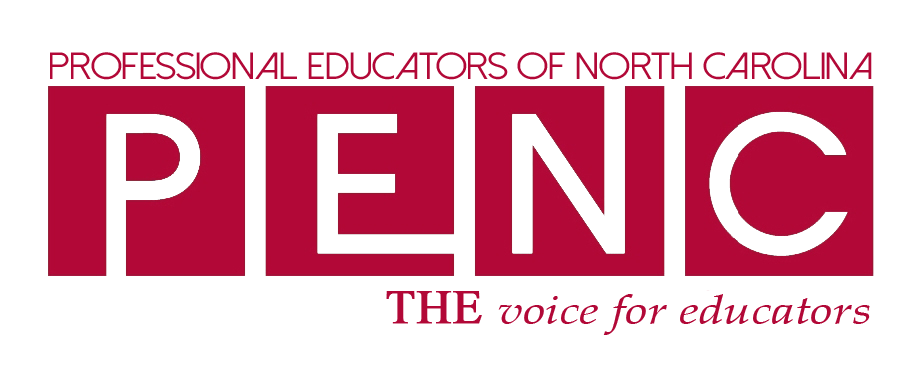 PROFESSIONAL EDUCATORS OF NORTH CAROLINA
PENC
THE voice for educators